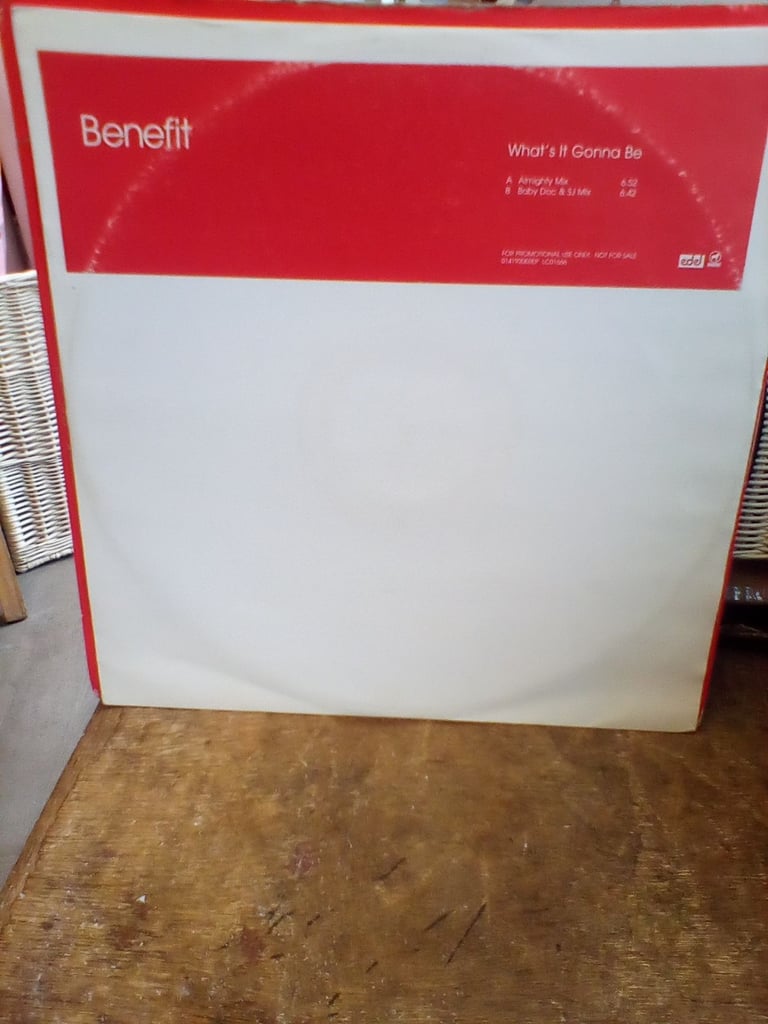 Benefit
What's It Gonna Be
A Almighty Mix 6:52
B Baby Doc & SJ Mix 6:42
FOR PROMOTIONAL USE ONLY. NOT FOR SALE
edel